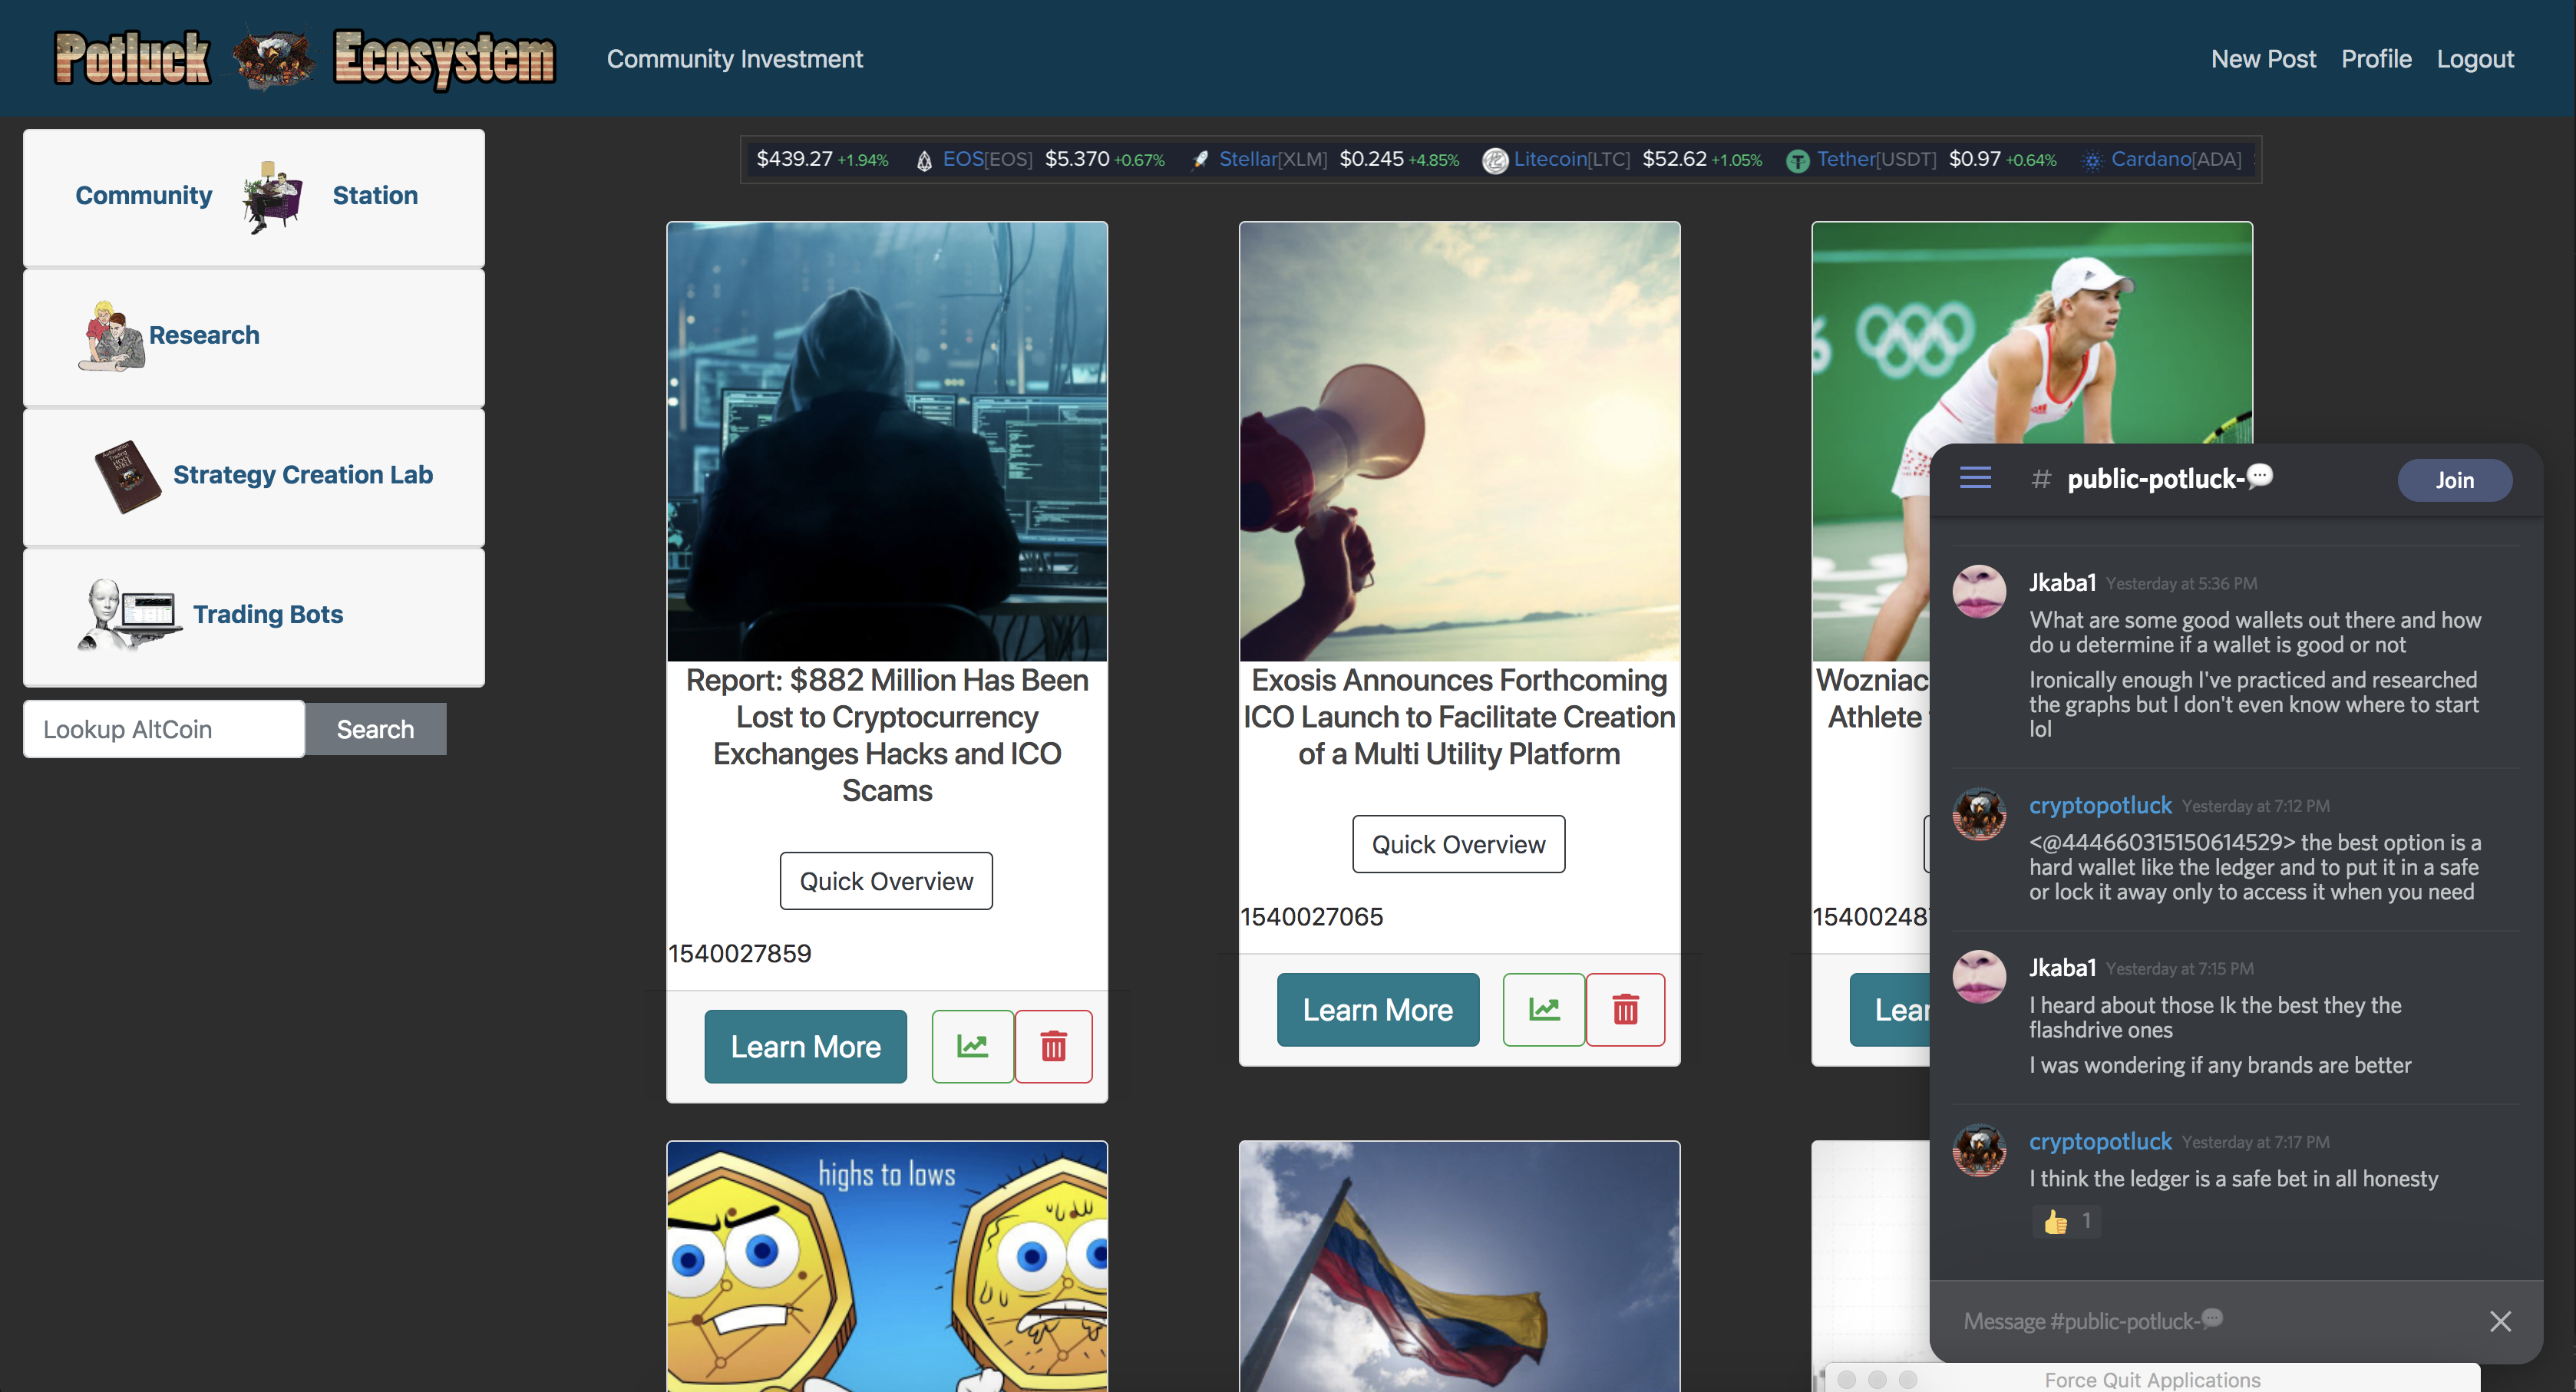 Potluck Ecosystem
Community Investment
New Post Profile Logout
Community Station
Research
Strategy Creation Lab
Trading Bots
Lookup AltCoin
Search
$439.27 +1.94% EOS[EOS] $5.370 +0.67% Stellar[XLM] $0.245 +4.85% Litecoin[LTC] $52.62 +1.05% Tether[USDT] $0.97 +0.64% Cardano[ADA]
Report: $882 Million Has Been
Lost to Cryptocurrency
Exchanges Hacks and ICO
Scams
Quick Overview
1540027859
Learn More
Exosis Announces Forthcoming
ICO Launch to Facilitate Creation
of a Multi Utility Platform
Quick Overview
1540027065
Learn More
Wozniac
Athlete
15400248
Lear
highs to lows
# public-potluck-💬
Join
Jkaba1 Yesterday at 5:36 PM
What are some good wallets out there and how
do u determine if a wallet is good or not
Ironically enough I've practiced and researched
the graphs but I don't even know where to start
lol
cryptopotluck Yesterday at 7:12 PM
<@444660315150614529> the best option is a
hard wallet like the ledger and to put it in a safe
or lock it away only to access it when you need
Jkaba1 Yesterday at 7:15 PM
I heard about those Ik the best they the
flashdrive ones
I was wondering if any brands are better
cryptopotluck Yesterday at 7:17 PM
I think the ledger is a safe bet in all honesty
👍 1
Message #public-potluck-💬
Force Quit Applications